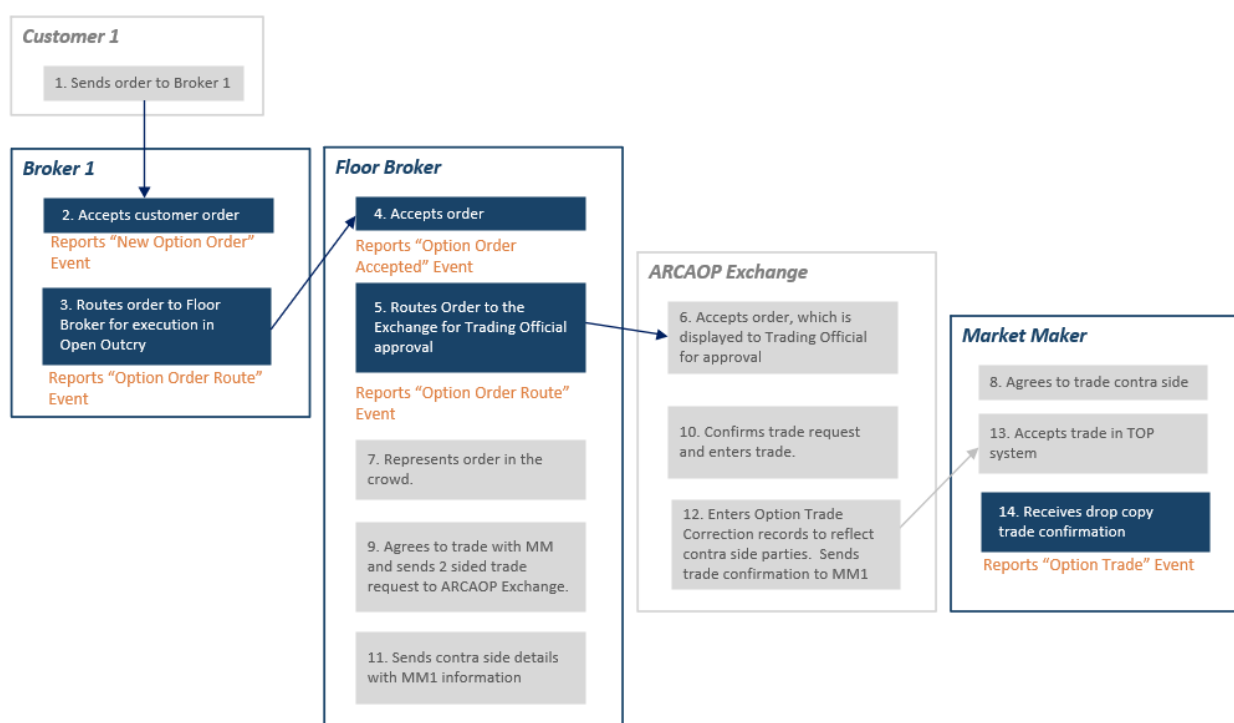 Customer 1
1. Sends order to Broker 1
Broker 1
2. Accepts customer order
Reports “New Option Order”
Event
3. Routes order to Floor
Broker for execution in
Open Outcry
Reports “Option Order Route”
Event
Floor Broker
4. Accepts order
Reports “Option Order
Accepted” Event
5. Routes Order to the
Exchange for Trading Official
approval
Reports “Option Order Route”
Event
7. Represents order in the
crowd.
9. Agrees to trade with MM
and sends 2 sided trade
request to ARCAOP Exchange.
11. Sends contra side details
with MM1 information
ARCAOP Exchange
6. Accepts order, which is
displayed to Trading Official
for approval
10. Confirms trade request
and enters trade.
12. Enters Option Trade
Correction records to reflect
contra side parties.  Sends
trade confirmation to MM1
Market Maker
8. Agrees to trade contra side
13. Accepts trade in TOP
system
14. Receives drop copy
trade confirmation
Reports “Option Trade” Event